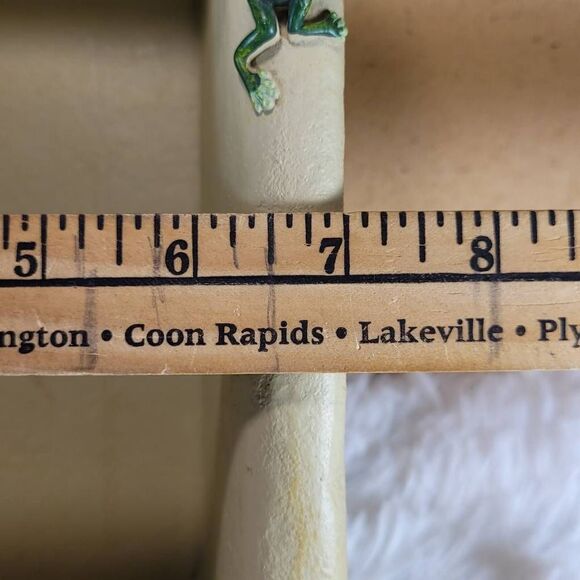 5 6 7 8
ngton • Coon Rapids • Lakeville • Ply